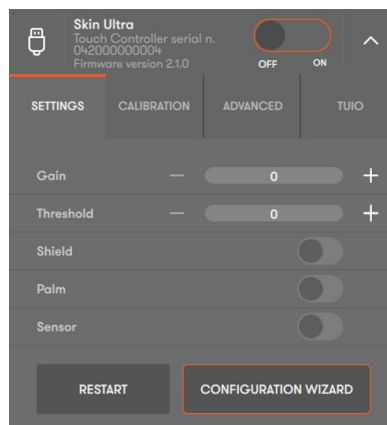 Skin Ultra
Touch Controller serial n.
042000000004
Firmware version 2.1.0
OFF ON
SETTINGS CALIBRATION ADVANCED TUIO
Gain — 0 +
Threshold — 0 +
Shield
Palm
Sensor
RESTART CONFIGURATION WIZARD